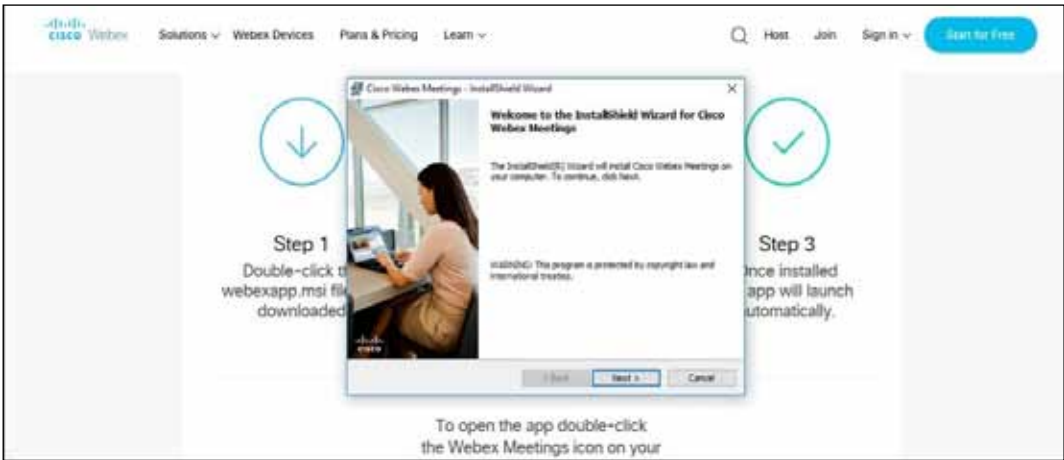 CISCO Webex Solutions Webex Devices Plans & Pricing Learn Host Join Sign in Start for Free
Cisco Webex Meetings - InstallShield Wizard
Welcome to the InstallShield Wizard for Cisco
Webex Meetings
The InstallShield(R) Wizard will install Cisco Webex Meetings on
your computer. To continue, click Next.
WARNING: This program is protected by copyright law and
international treaties.
cisco
< Back Next > Cancel
Step 1
Double-click t
webexapp.msi fil
downloaded
Step 3
nce installed
app will launch
utomatically.
To open the app double-click
the Webex Meetings icon on your